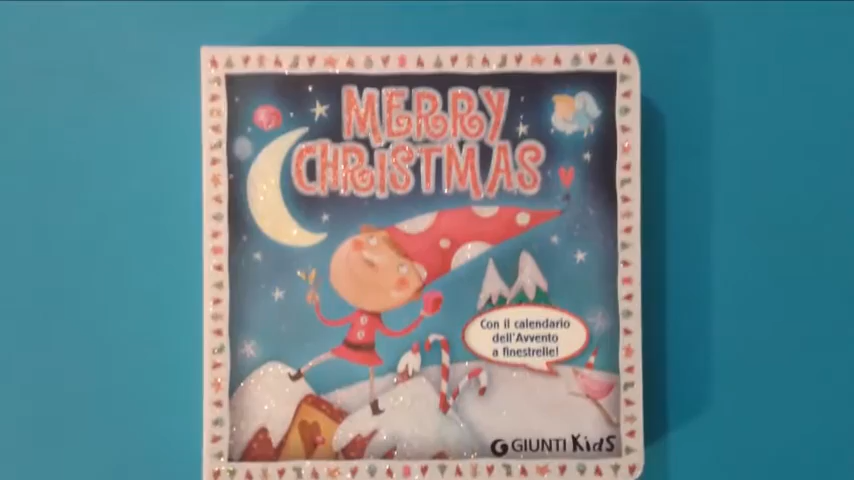 MERRY
CHRISTMAS
Con il calendario
dell'Avvento
a finestrelle!
GIUNTI KidS